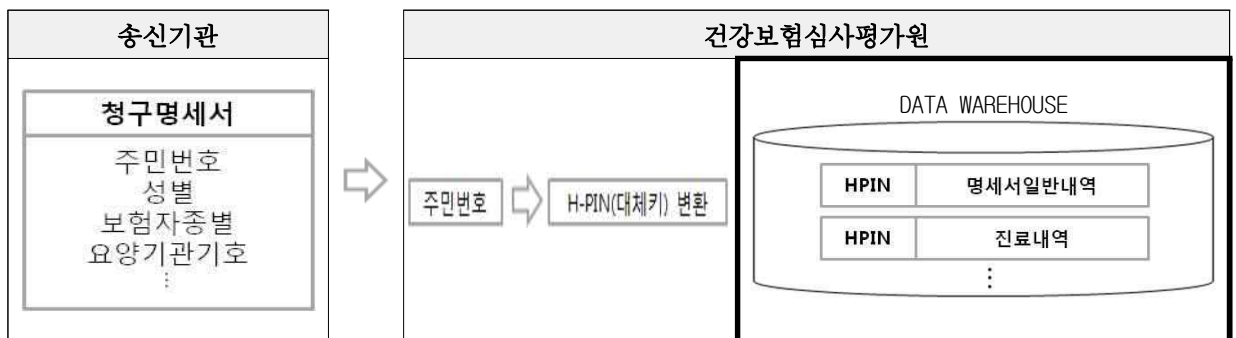 송신기관
건강보험심사평가원
청구명세서
주민번호
성별
보험자종별
요양기관기호
⋮
주민번호
H-PIN(대체키) 변환
DATA WAREHOUSE
HPIN 명세서일반내역
HPIN 진료내역
⋮